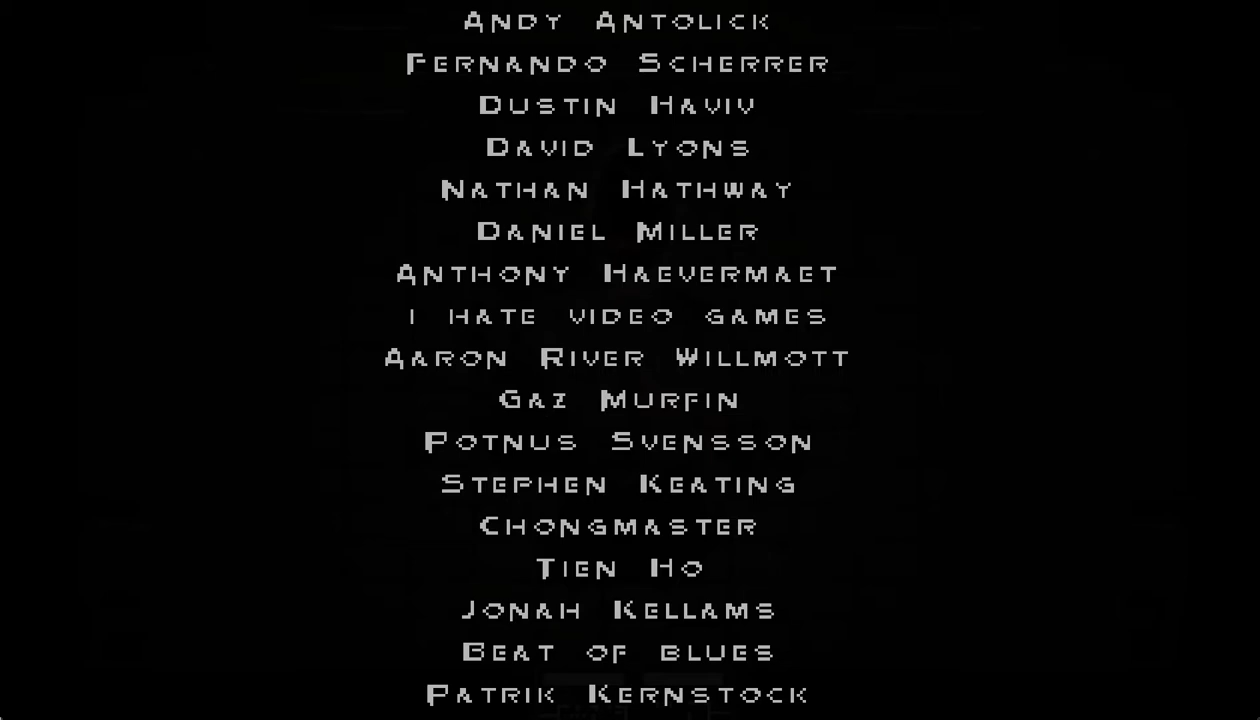 Andy Antolick
Fernando Scherrer
Dustin Haviv
David Lyons
Nathan Hathway
Daniel Miller
Anthony Haevermaet
i hate video games
Aaron River Willmott
Gaz Murfin
Potnus Svensson
Stephen Keating
Chongmaster
Tien Ho
Jonah Kellams
Beat of blues
Patrik Kernstock